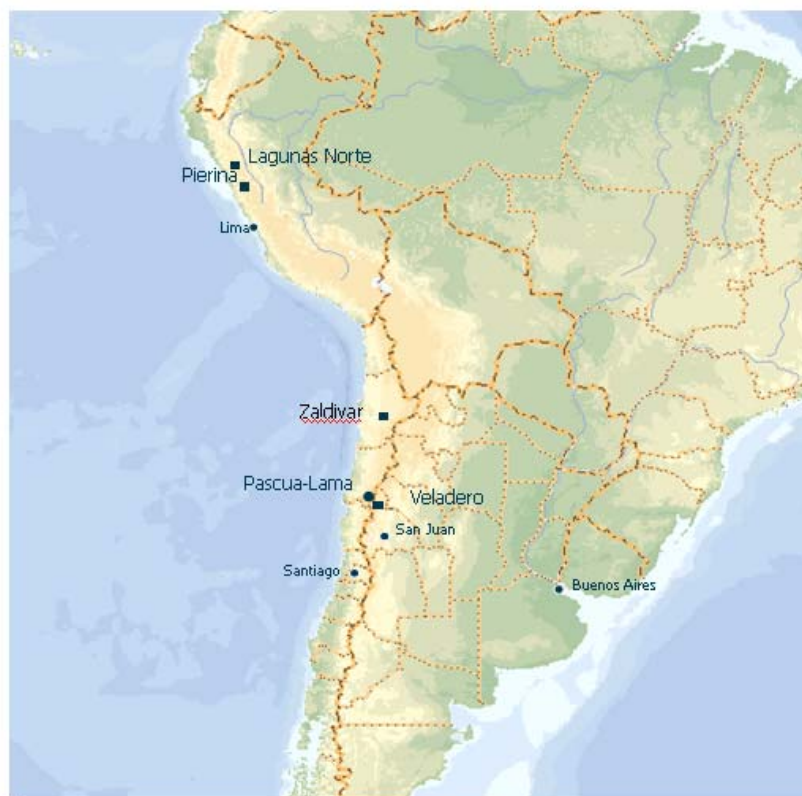 Lagunas Norte
Pierina
Lima
Zaldivar
Pascua-Lama
Veladero
San Juan
Santiago
Buenos Aires